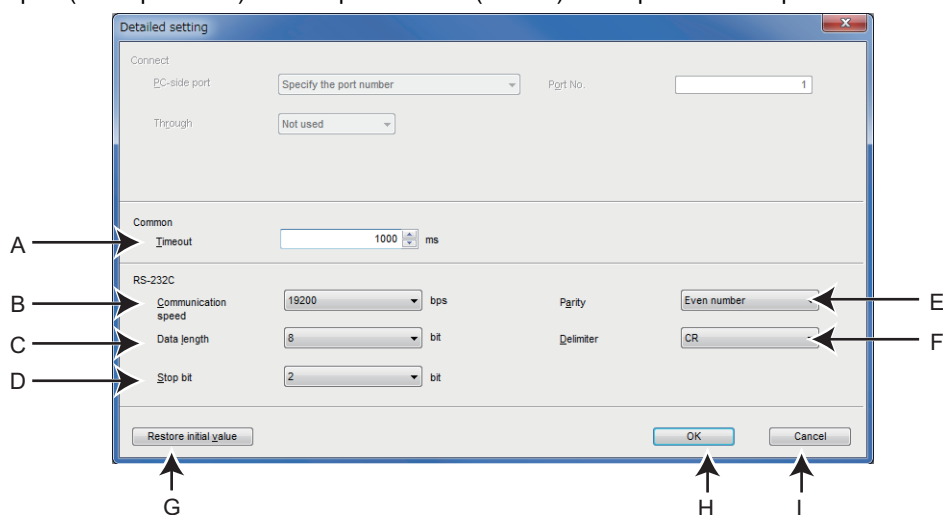 Detailed setting
x
Connect
PC-side port Specify the port number Port No. 1
Through Not used
Common
A Timeout 1000 ms
RS-232C
B Communication speed 19200 bps Parity Even number E
C Data length 8 bit Delimiter CR F
D Stop bit 2 bit
Restore initial value OK Cancel
G H I